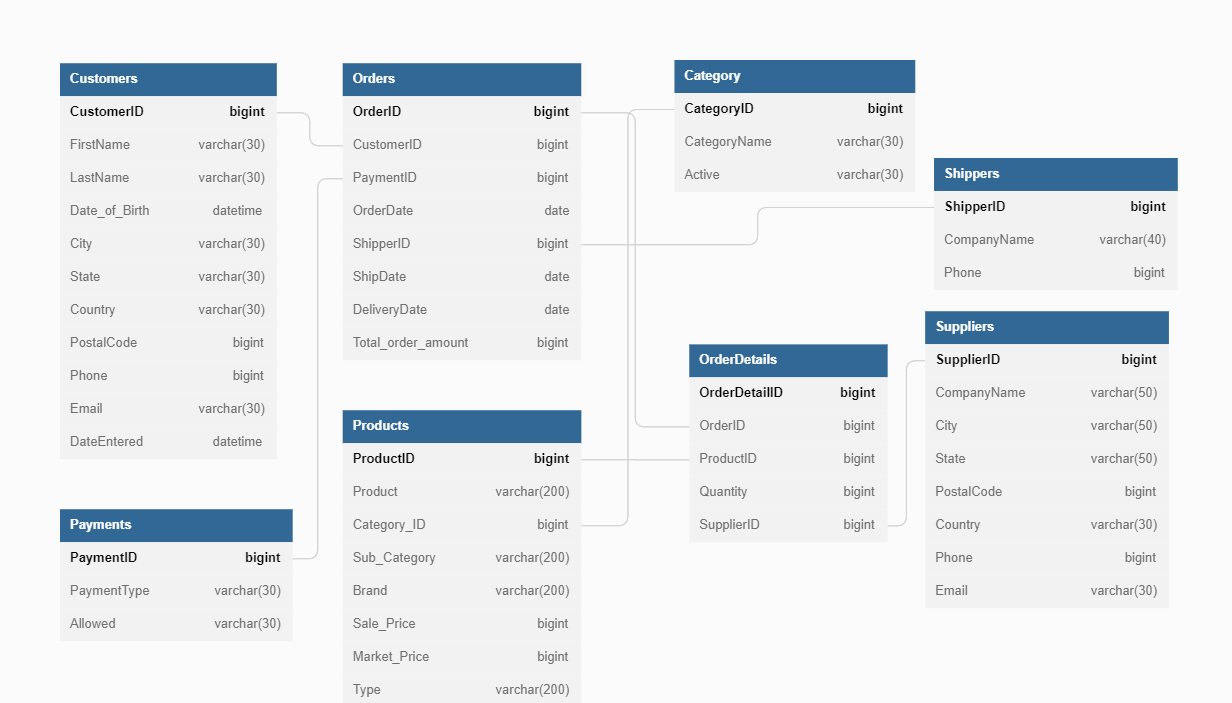 Customers
CustomerID bigint
FirstName varchar(30)
LastName varchar(30)
Date_of_Birth datetime
City varchar(30)
State varchar(30)
Country varchar(30)
PostalCode bigint
Phone bigint
Email varchar(30)
DateEntered datetime
Payments
PaymentID bigint
PaymentType varchar(30)
Allowed varchar(30)
Orders
OrderID bigint
CustomerID bigint
PaymentID bigint
OrderDate date
ShipperID bigint
ShipDate date
DeliveryDate date
Total_order_amount bigint
Products
ProductID bigint
Product varchar(200)
Category_ID bigint
Sub_Category varchar(200)
Brand varchar(200)
Sale_Price bigint
Market_Price bigint
Type varchar(200)
Category
CategoryID bigint
CategoryName varchar(30)
Active varchar(30)
OrderDetails
OrderDetailID bigint
OrderID bigint
ProductID bigint
Quantity bigint
SupplierID bigint
Shippers
ShipperID bigint
CompanyName varchar(40)
Phone bigint
Suppliers
SupplierID bigint
CompanyName varchar(50)
City varchar(50)
State varchar(50)
PostalCode bigint
Country varchar(30)
Phone bigint
Email varchar(30)